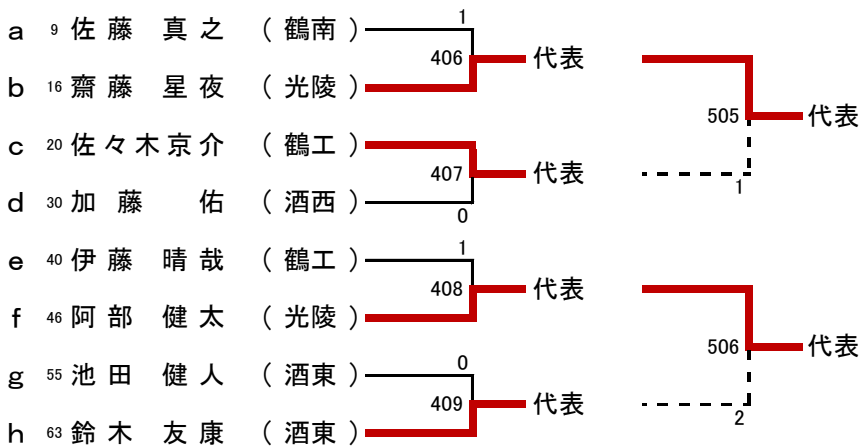 a 9 佐藤 真之 (鶴南) 1
406 代表
b 16 齋藤 星夜 (光陵)
505 代表
c 20 佐々木京介 (鶴工)
407 代表
1
d 30 加藤 佑 (酒西) 0
e 40 伊藤 晴哉 (鶴工) 1
408 代表
f 46 阿部 健太 (光陵)
506 代表
g 55 池田 健人 (酒東) 0
409 代表
2
h 63 鈴木 友康 (酒東)